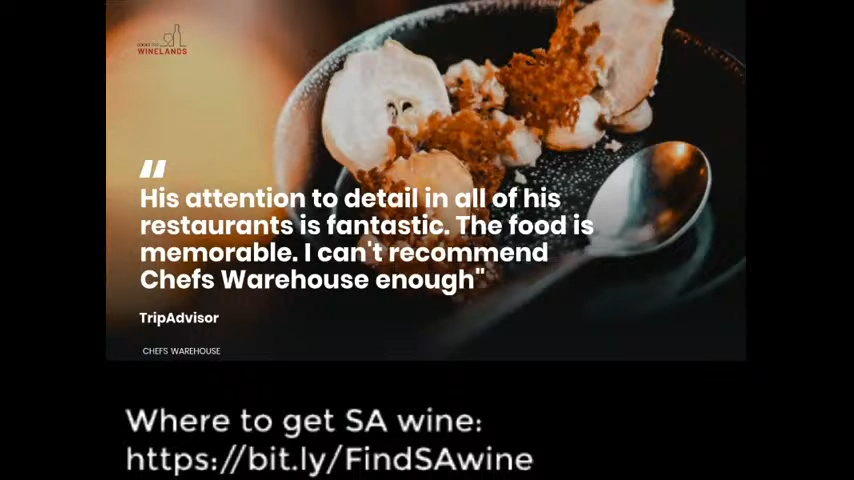 WINELANDS
"
His attention to detail in all of his
restaurants is fantastic. The food is
memorable. I can't recommend
Chefs Warehouse enough"
TripAdvisor
CHEFS WAREHOUSE
Where to get SA wine:
https://bit.ly/FindSAwine